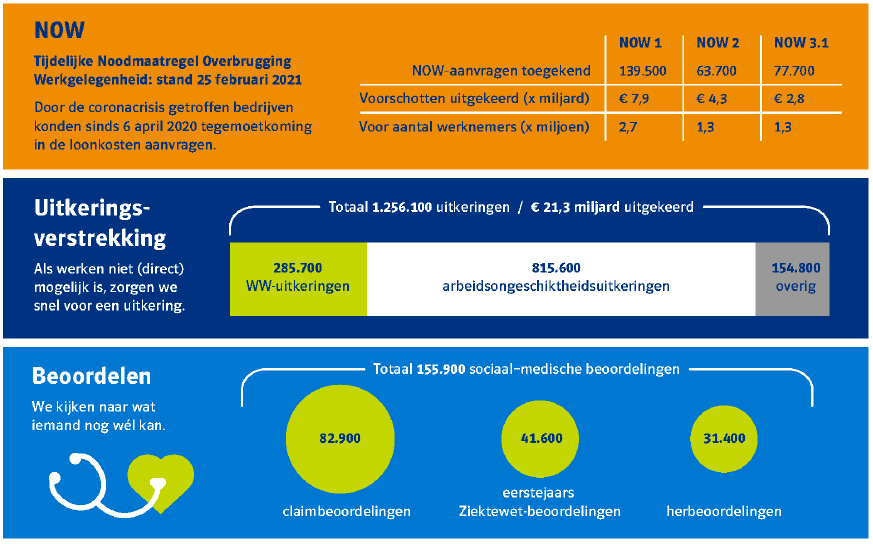 NOW
Tijdelijke Noodmaatregel Overbrugging
Werkgelegenheid: stand 25 februari 2021
Door de coronacrisis getroffen bedrijven
konden sinds 6 april 2020 tegemoetkoming
in de loonkosten aanvragen.
NOW 1 NOW 2 NOW 3.1
NOW-aanvragen toegekend 139.500 63.700 77.700
Voorschotten uitgekeerd (x miljard) € 7,9 € 4,3 € 2,8
Voor aantal werknemers (x miljoen) 2,7 1,3 1,3
Uitkerings-
verstrekking
Als werken niet (direct)
mogelijk is, zorgen we
snel voor een uitkering.
Totaal 1.256.100 uitkeringen / € 21,3 miljard uitgekeerd
285.700 815.600 154.800
WW-uitkeringen arbeidsongeschiktheidsuitkeringen overig
Beoordelen
We kijken naar wat
iemand nog wél kan.
Totaal 155.900 sociaal-medische beoordelingen
82.900 41.600 31.400
eerstejaars
claimbeoordelingen Ziektewet-beoordelingen herbeoordelingen